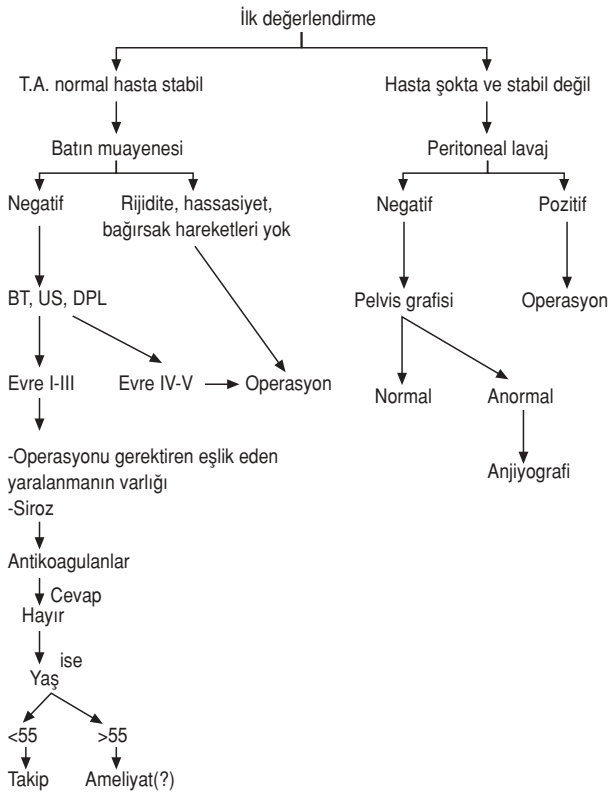 İlk değerlendirme
T.A. normal hasta stabil
Hasta şokta ve stabil değil
Batın muayenesi
Peritoneal lavaj
Negatif
Rijidite, hassasiyet,
bağırsak hareketleri yok
Negatif
Pozitif
BT, US, DPL
Pelvis grafisi
Operasyon
Evre I-III
Evre IV-V
Operasyon
Normal
Anormal
-Operasyonu gerektiren eşlik eden
yaralanmanın varlığı
-Siroz
Anjiyografi
Antikoagulanlar
Cevap
Hayır
ise
Yaş
<55
>55
Takip
Ameliyat(?)